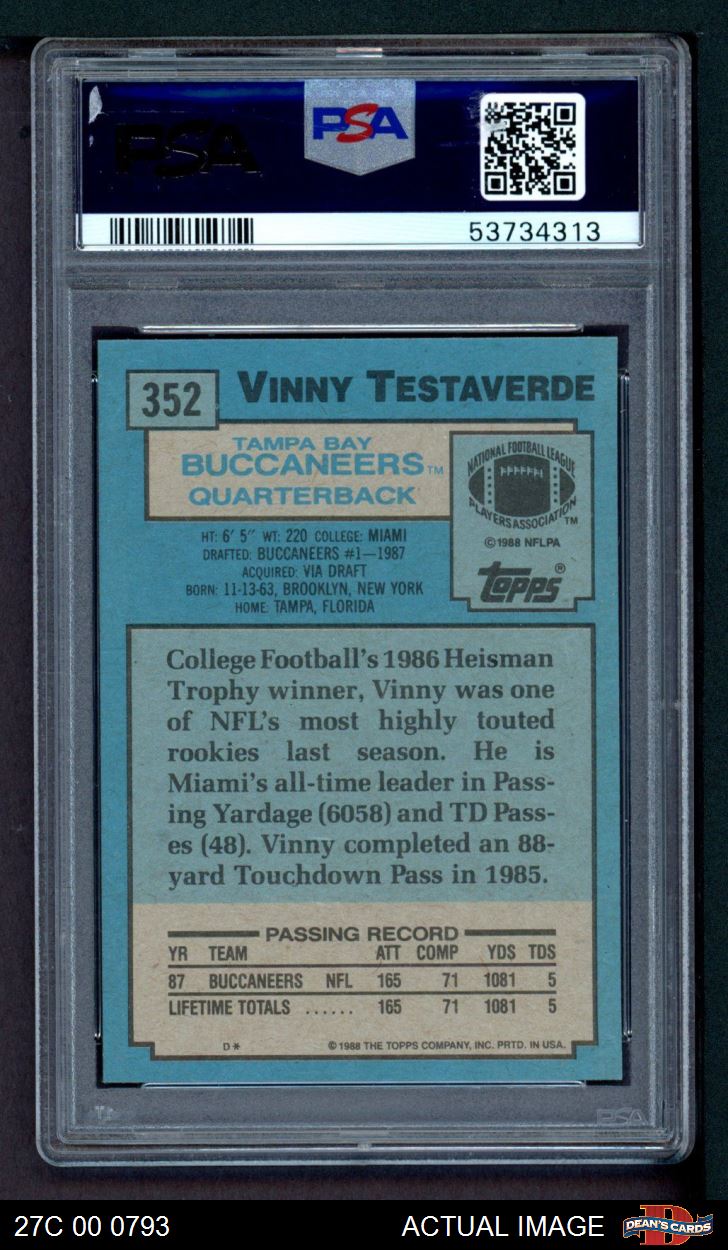 PSA
PSA
53734313
352 VINNY TESTAVERDE
TAMPA BAY
BUCCANEERS TM
QUARTERBACK
NATIONAL FOOTBALL LEAGUE
PLAYERS ASSOCIATION TM
© 1988 NFLPA
Topps®
HT: 6' 5" WT: 220 COLLEGE: MIAMI
DRAFTED: BUCCANEERS #1—1987
ACQUIRED: VIA DRAFT
BORN: 11-13-63, BROOKLYN, NEW YORK
HOME: TAMPA, FLORIDA
College Football's 1986 Heisman
Trophy winner, Vinny was one
of NFL's most highly touted
rookies last season. He is
Miami's all-time leader in Pass-
ing Yardage (6058) and TD Pass-
es (48). Vinny completed an 88-
yard Touchdown Pass in 1985.
PASSING RECORD
YR TEAM ATT COMP YDS TDS
87 BUCCANEERS NFL 165 71 1081 5
LIFETIME TOTALS ...... 165 71 1081 5
D* © 1988 THE TOPPS COMPANY, INC. PRTD. IN USA.
PSA
27C 00 0793 ACTUAL IMAGE DEAN'S CARDS